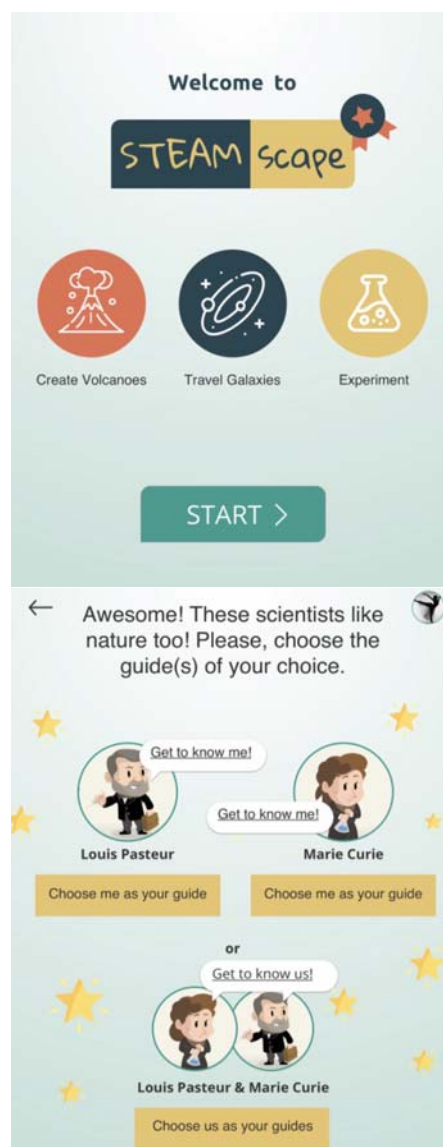 Welcome to
STEAM scape
Create Volcanoes
Travel Galaxies
Experiment
START >
Awesome! These scientists like
nature too! Please, choose the
guide(s) of your choice.
Get to know me!
Get to know me!
Louis Pasteur
Marie Curie
Choose me as your guide
Choose me as your guide
or
Get to know us!
Louis Pasteur & Marie Curie
Choose us as your guides